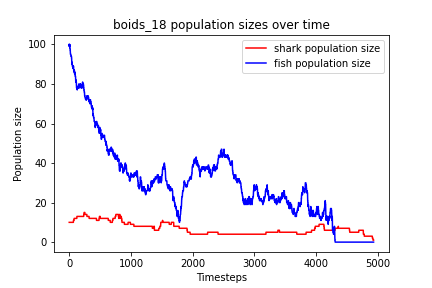 boids_18 population sizes over time
shark population size
fish population size
Population size
100
80
60
40
20
0
0 1000 2000 3000 4000 5000
Timesteps